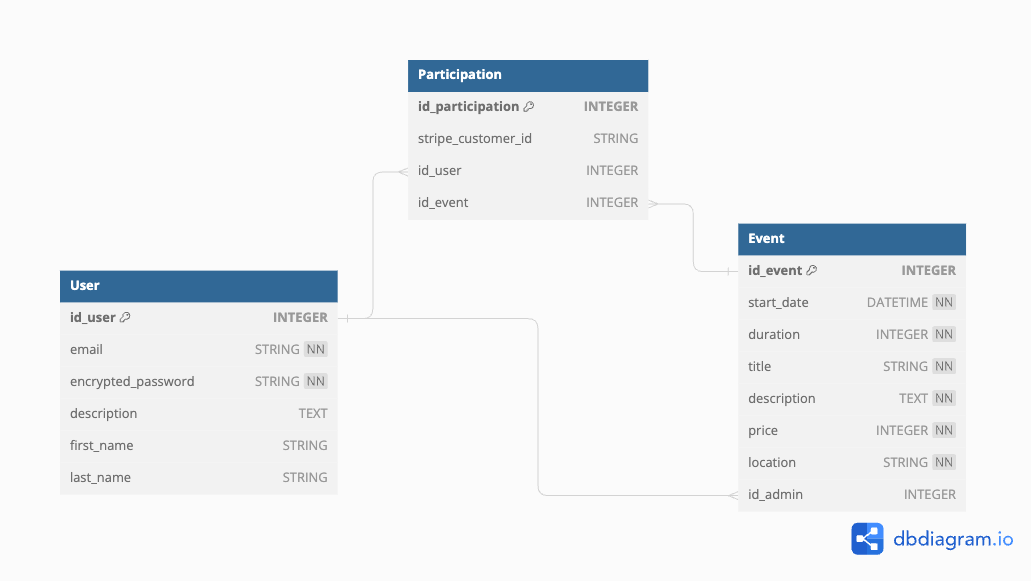 Participation
id_participation INTEGER
stripe_customer_id STRING
id_user INTEGER
id_event INTEGER
User
id_user INTEGER
email STRING NN
encrypted_password STRING NN
description TEXT
first_name STRING
last_name STRING
Event
id_event INTEGER
start_date DATETIME NN
duration INTEGER NN
title STRING NN
description TEXT NN
price INTEGER NN
location STRING NN
id_admin INTEGER
dbdiagram.io